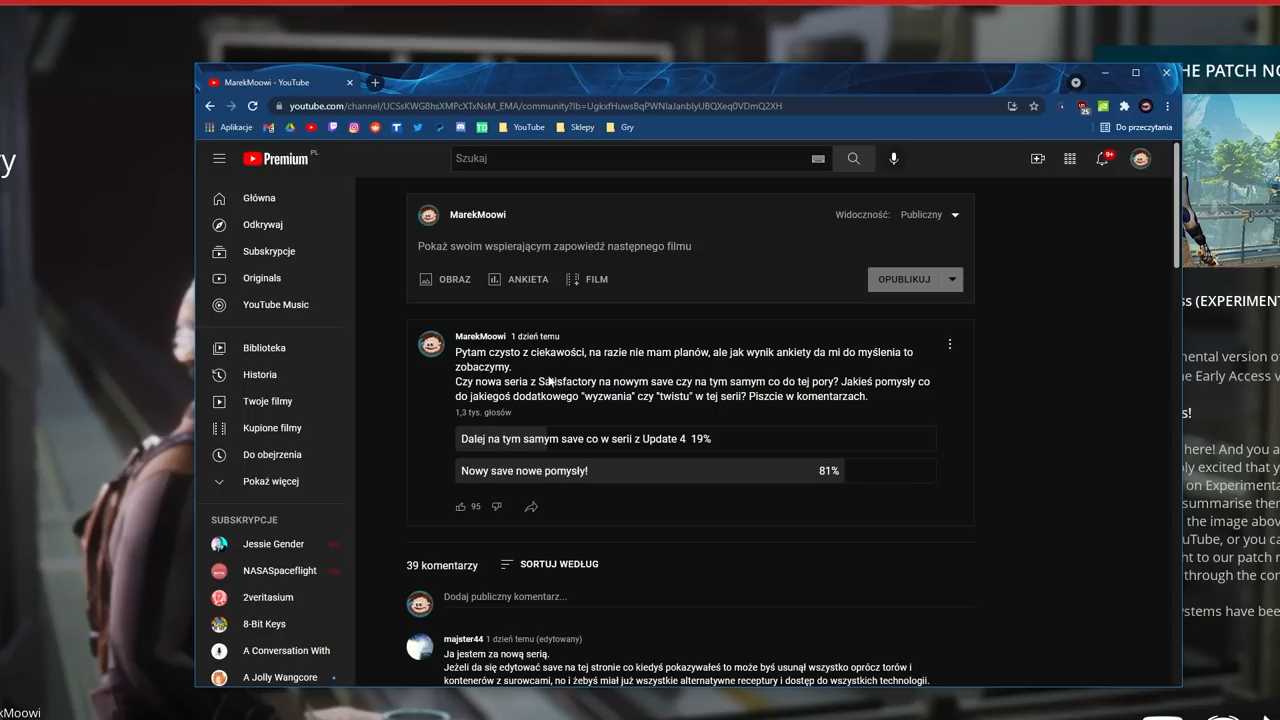 HE PATCH NO
MarekMoowi - YouTube
youtube.com/channel/UCSsKWG8hsXMPcXTxNsM_EMA/community?lb=UgkxfHuwsBqPWNlaJanblyUBQXeq0VDmQ2XH
25
Aplikacje
YouTube
Sklepy
Gry
Do przeczytania
Premium PL
Szukaj
9+
Główna
Odkrywaj
Subskrypcje
Originals
YouTube Music
Biblioteka
Historia
Twoje filmy
Kupione filmy
Do obejrzenia
Pokaż więcej
SUBSKRYPCJE
Jessie Gender
NASASpaceflight
2veritasium
8-Bit Keys
A Conversation With
A Jolly Wangcore
MarekMoowi
Widoczność: Publiczny
Pokaż swoim wspierającym zapowiedź następnego filmu
OBRAZ ANKIETA FILM
OPUBLIKUJ
MarekMoowi 1 dzień temu
Pytam czysto z ciekawości, na razie nie mam planów, ale jak wynik ankiety da mi do myślenia to
zobaczymy.
Czy nowa seria z Satisfactory na nowym save czy na tym samym co do tej pory? Jakieś pomysły co
do jakiegoś dodatkowego "wyzwania" czy "twistu" w tej serii? Piszcie w komentarzach.
1,3 tys. głosów
Dalej na tym samym save co w serii z Update 4 19%
Nowy save nowe pomysły! 81%
95
39 komentarzy SORTUJ WEDŁUG
Dodaj publiczny komentarz...
majster44 1 dzień temu (edytowany)
Ja jestem za nową serią.
Jeżeli da się edytować save na tej stronie co kiedyś pokazywałeś to może byś usunął wszystko oprócz torów i
kontenerów z surowcami, no i żebyś miał już wszystkie alternatywne receptury i dostęp do wszystkich technologii.
ss (EXPERIMENT
mental version o
e Early Access v
s!
here! And you a
ly excited that y
on Experimenta
summarise ther
the image abov
uTube, or you ca
nt to our patch n
through the con
ystems have bee
y
xMoowi